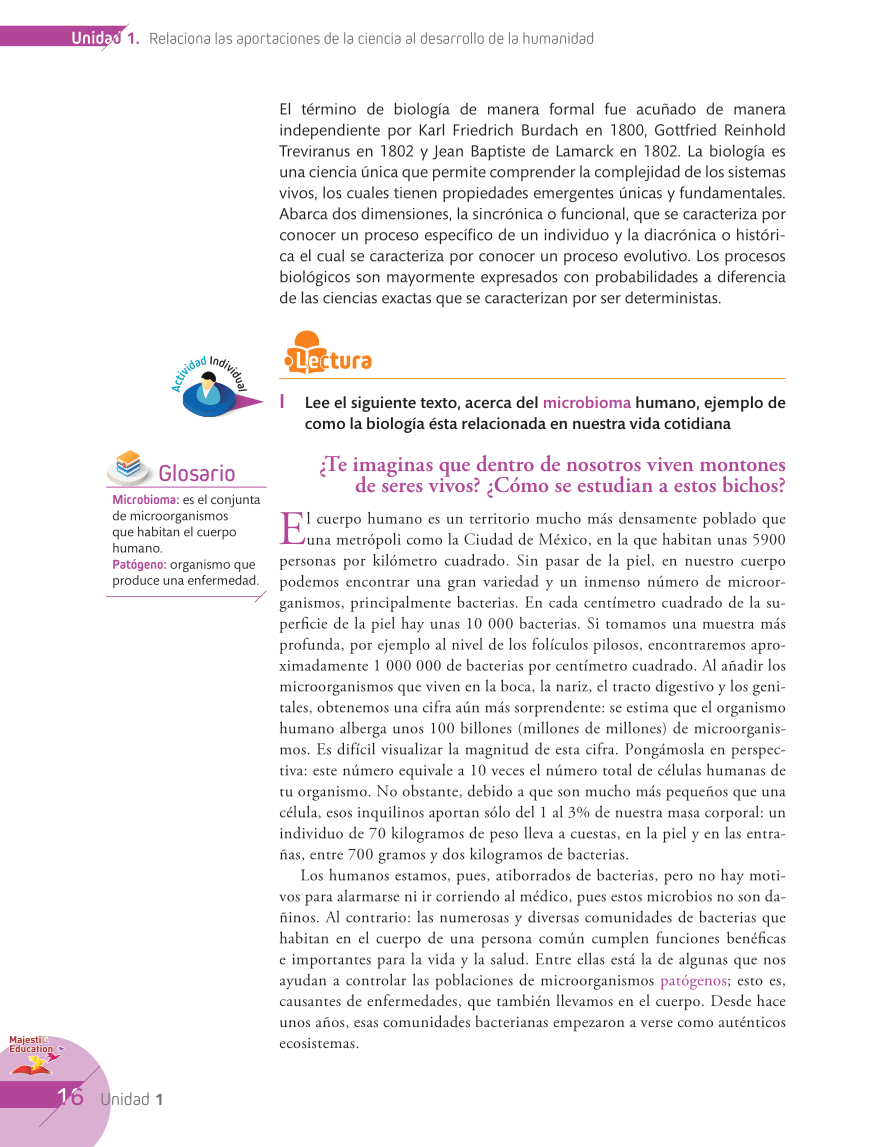 Unidad 1. Relaciona las aportaciones de la ciencia al desarrollo de la humanidad
El término de biología de manera formal fue acuñado de manera
independiente por Karl Friedrich Burdach en 1800, Gottfried Reinhold
Treviranus en 1802 y Jean Baptiste de Lamarck en 1802. La biología es
una ciencia única que permite comprender la complejidad de los sistemas
vivos, los cuales tienen propiedades emergentes únicas y fundamentales.
Abarca dos dimensiones, la sincrónica o funcional, que se caracteriza por
conocer un proceso específico de un individuo y la diacrónica o históri-
ca el cual se caracteriza por conocer un proceso evolutivo. Los procesos
biológicos son mayormente expresados con probabilidades a diferencia
de las ciencias exactas que se caracterizan por ser deterministas.
Actividad Individual
Lectura
I Lee el siguiente texto, acerca del microbioma humano, ejemplo de
como la biología ésta relacionada en nuestra vida cotidiana
Glosario
Microbioma: es el conjunto
de microorganismos
que habitan el cuerpo
humano.
Patógeno: organismo que
produce una enfermedad.
¿Te imaginas que dentro de nosotros viven montones
de seres vivos? ¿Cómo se estudian a estos bichos?
El cuerpo humano es un territorio mucho más densamente poblado que
una metrópoli como la Ciudad de México, en la que habitan unas 5900
personas por kilómetro cuadrado. Sin pasar de la piel, en nuestro cuerpo
podemos encontrar una gran variedad y un inmenso número de microor-
ganismos, principalmente bacterias. En cada centímetro cuadrado de la su-
perficie de la piel hay unas 10 000 bacterias. Si tomamos una muestra más
profunda, por ejemplo al nivel de los folículos pilosos, encontraremos apro-
ximadamente 1 000 000 de bacterias por centímetro cuadrado. Al añadir los
microorganismos que viven en la boca, la nariz, el tracto digestivo y los geni-
tales, obtenemos una cifra aún más sorprendente: se estima que el organismo
humano alberga unos 100 billones (millones de millones) de microorganis-
mos. Es difícil visualizar la magnitud de esta cifra. Pongámosla en perspec-
tiva: este número equivale a 10 veces el número total de células humanas de
tu organismo. No obstante, debido a que son mucho más pequeños que una
célula, esos inquilinos aportan sólo del 1 al 3% de nuestra masa corporal: un
individuo de 70 kilogramos de peso lleva a cuestas, en la piel y en las entra-
ñas, entre 700 gramos y dos kilogramos de bacterias.
Los humanos estamos, pues, atiborrados de bacterias, pero no hay moti-
vos para alarmarse ni ir corriendo al médico, pues estos microbios no son da-
ñinos. Al contrario: las numerosas y diversas comunidades de bacterias que
habitan en el cuerpo de una persona común cumplen funciones benéficas
e importantes para la vida y la salud. Entre ellas está la de algunas que nos
ayudan a controlar las poblaciones de microorganismos patógenos; esto es,
causantes de enfermedades, que también llevamos en el cuerpo. Desde hace
unos años, esas comunidades bacterianas empezaron a verse como auténticos
ecosistemas.
Majestic
Education
16 Unidad 1